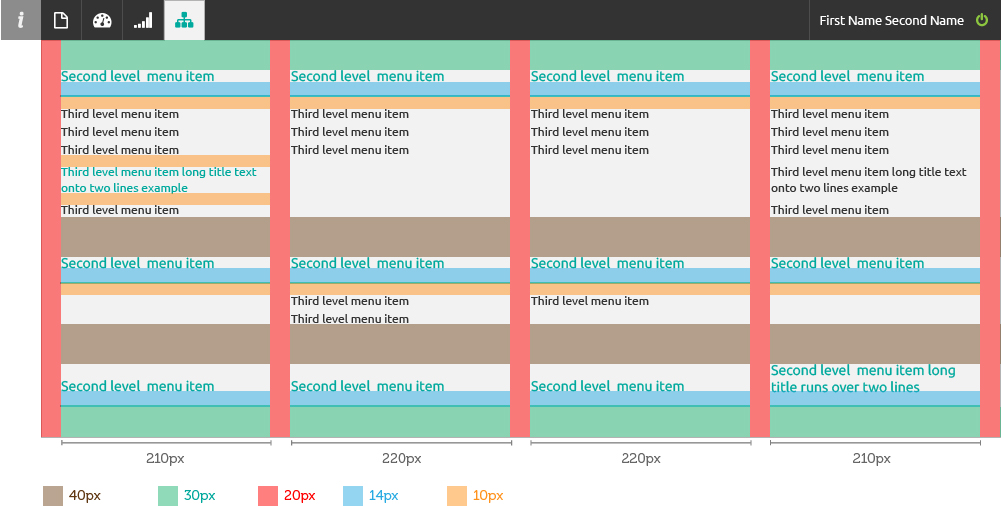 i
First Name Second Name
Second level menu item
Second level menu item
Second level menu item
Second level menu item
Third level menu item
Third level menu item
Third level menu item
Third level menu item
Third level menu item
Third level menu item
Third level menu item
Third level menu item
Third level menu item
Third level menu item
Third level menu item
Third level menu item
Third level menu item long title text
onto two lines example
Third level menu item long title text
onto two lines example
Third level menu item
Third level menu item
Second level menu item
Second level menu item
Second level menu item
Second level menu item
Third level menu item
Third level menu item
Third level menu item
Second level menu item
Second level menu item
Second level menu item
Second level menu item long
title runs over two lines
210px
220px
220px
210px
40px
30px
20px
14px
10px